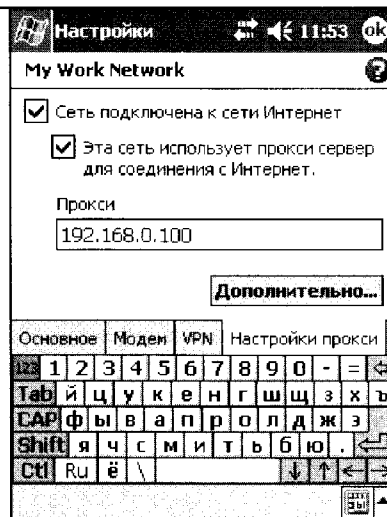 Настройки 11:53 ok
My Work Network ?
Сеть подключена к сети Интернет
Эта сеть использует прокси сервер
для соединения с Интернет.
Прокси
192.168.0.100
Дополнительно...
Основное Модем VPN Настройки прокси
123 1 2 3 4 5 6 7 8 9 0 - =
Tab й ц у к е н г ш щ з х ъ
CAP ф ы в а п р о л д ж э
Shift я ч с м и т ь б ю .
Ctl Ru ё \